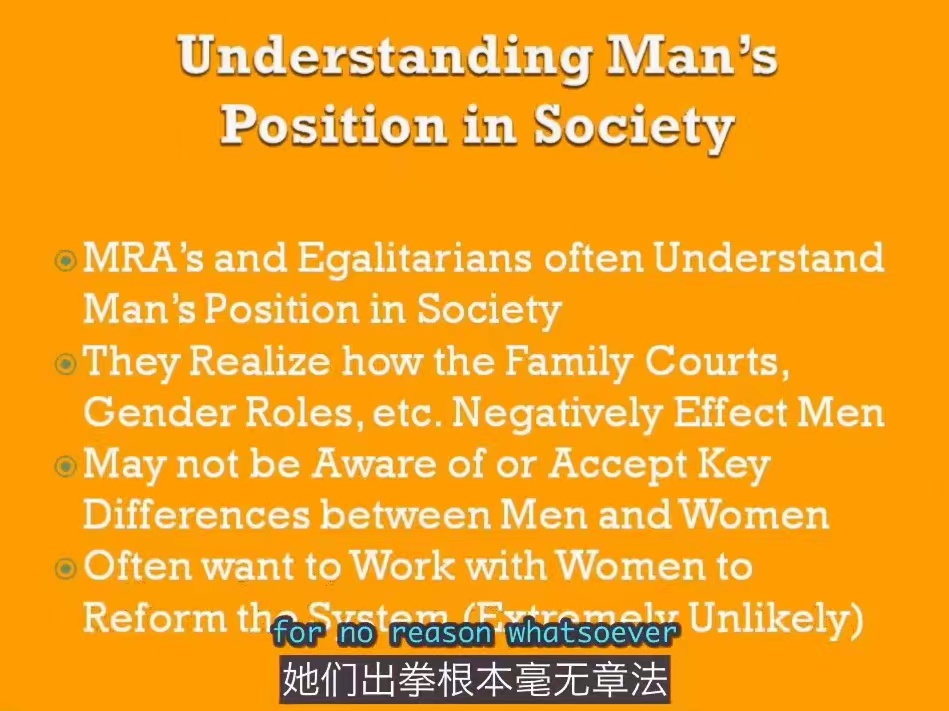 Understanding Man's
Position in Society
MRA's and Egalitarians often Understand
Man's Position in Society
They Realize how the Family Courts,
Gender Roles, etc. Negatively Effect Men
May not be Aware of or Accept Key
Differences between Men and Women
Often want to Work with Women to
Reform the System (Extremely Unlikely)
for no reason whatsoever
她们出拳根本毫无章法